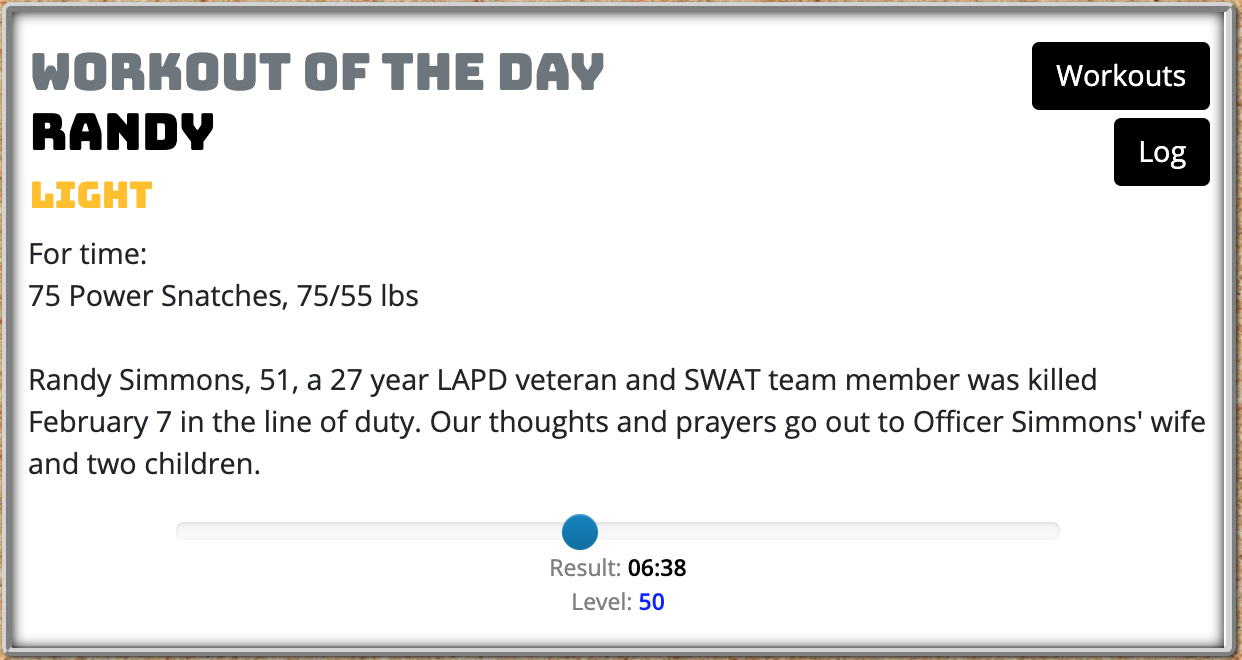 WORKOUT OF THE DAY
Workouts
RANDY
Log
LIGHT
For time:
75 Power Snatches, 75/55 lbs
Randy Simmons, 51, a 27 year LAPD veteran and SWAT team member was killed
February 7 in the line of duty. Our thoughts and prayers go out to Officer Simmons' wife
and two children.
Result: 06:38
Level: 50